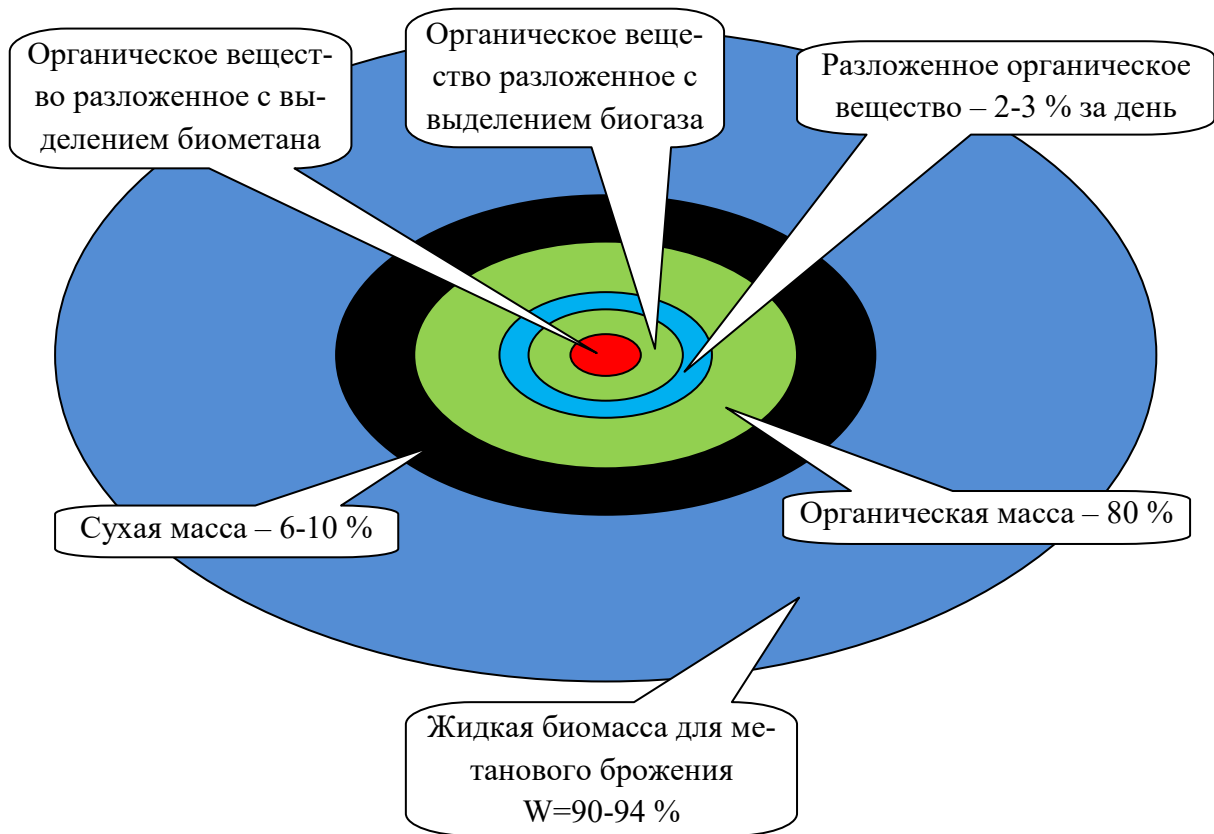 Органическое вещест-
во разложенное с вы-
делением биометана
Органическое веще-
ство разложенное с
выделением биогаза
Разложенное органическое
вещество – 2-3 % за день
Сухая масса – 6-10 %
Органическая масса – 80 %
Жидкая биомасса для ме-
танового брожения
W=90-94 %